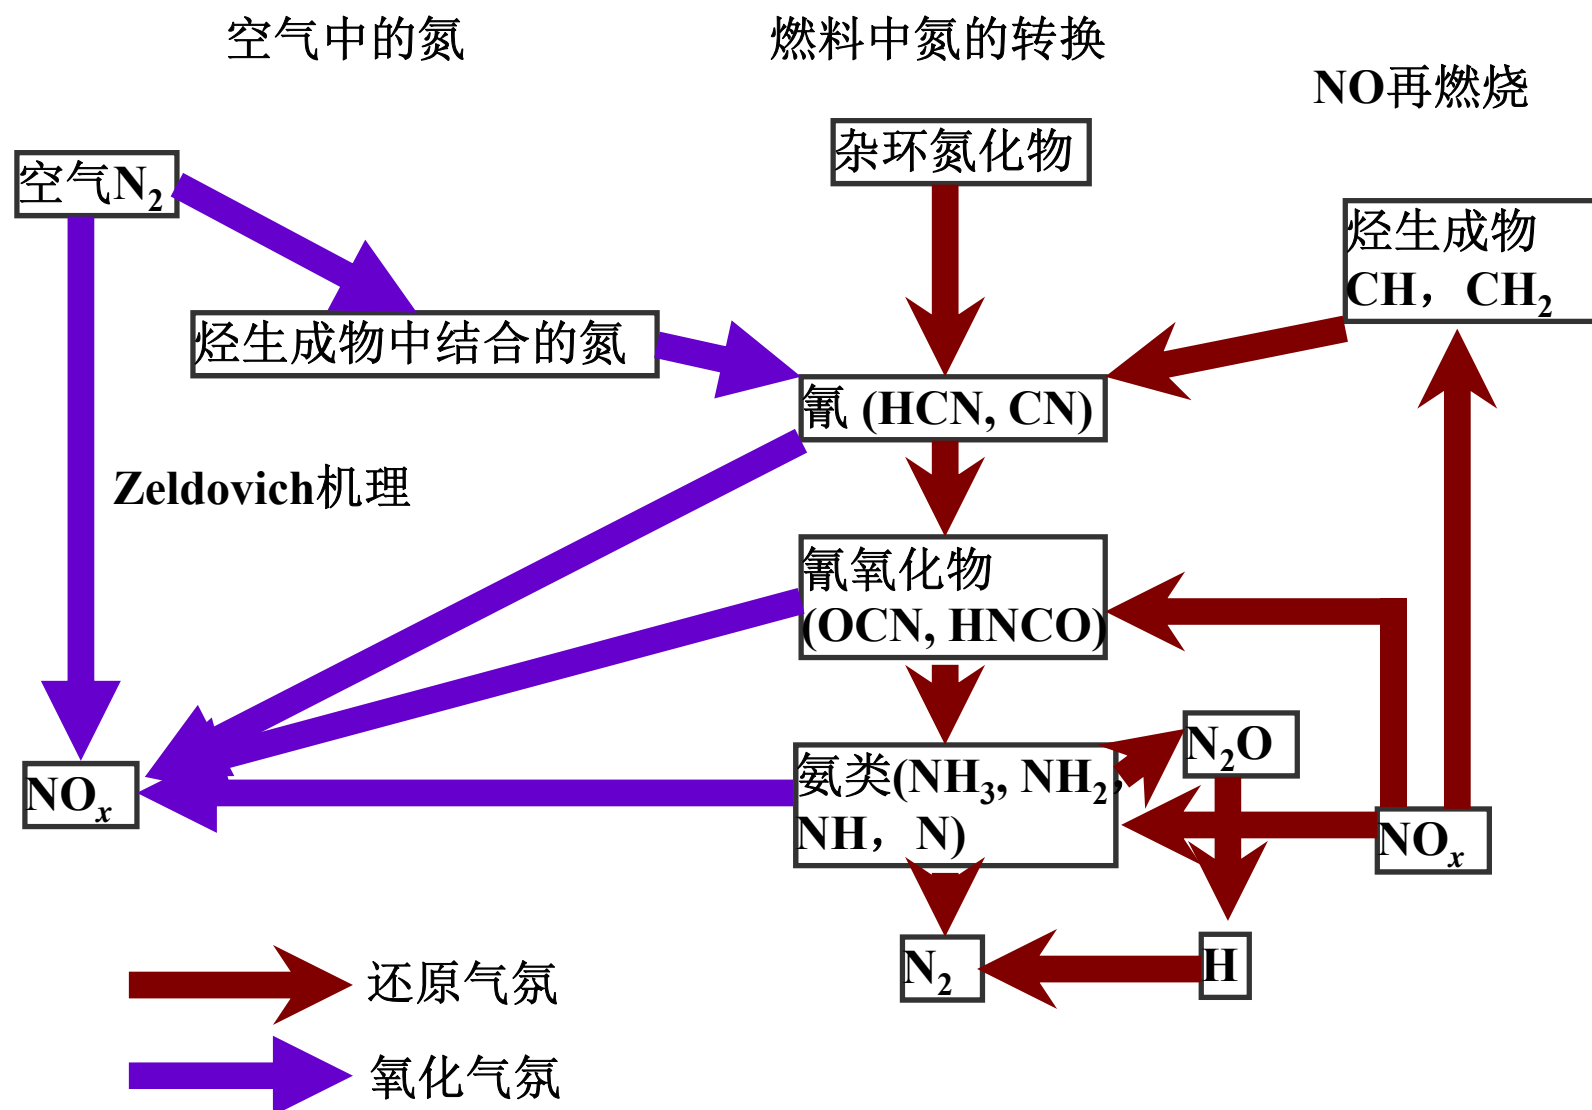 空气中的氮
燃料中氮的转换
NO再燃烧
空气N₂
杂环氮化物
烃生成物
CH，CH₂
烃生成物中结合的氮
氰 (HCN, CN)
Zeldovich机理
氰氧化物
(OCN, HNCO)
N₂O
氨类(NH₃, NH₂,
NH，N)
NOₓ
NOₓ
N₂
H
还原气氛
氧化气氛